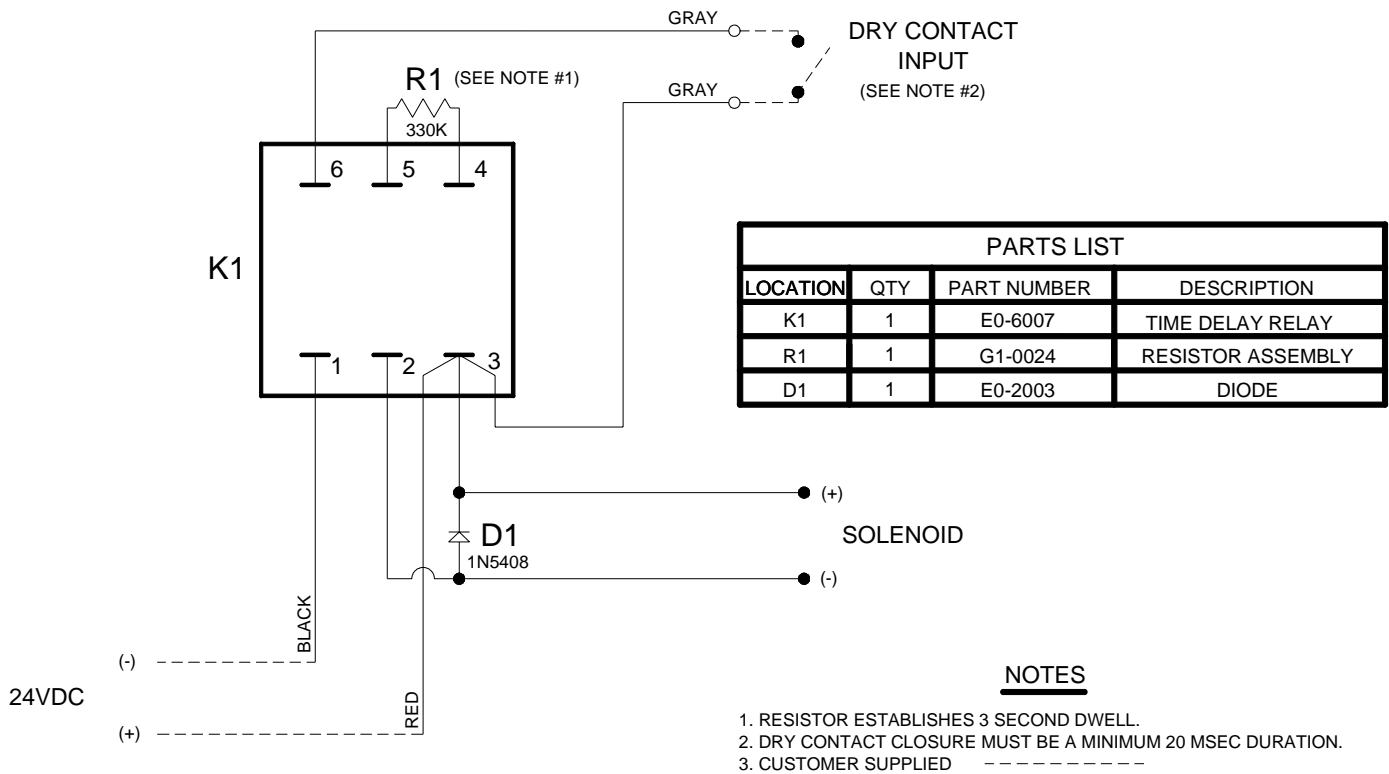 GRAY
DRY CONTACT
INPUT
(SEE NOTE #2)
GRAY
R1 (SEE NOTE #1)
330K
6 5 4
K1
1 2 3
PARTS LIST
LOCATION QTY PART NUMBER DESCRIPTION
K1 1 E0-6007 TIME DELAY RELAY
R1 1 G1-0024 RESISTOR ASSEMBLY
D1 1 E0-2003 DIODE
(+)
D1
1N5408
SOLENOID
(-)
BLACK
(-)
24VDC
RED
(+)
NOTES
1. RESISTOR ESTABLISHES 3 SECOND DWELL.
2. DRY CONTACT CLOSURE MUST BE A MINIMUM 20 MSEC DURATION.
3. CUSTOMER SUPPLIED